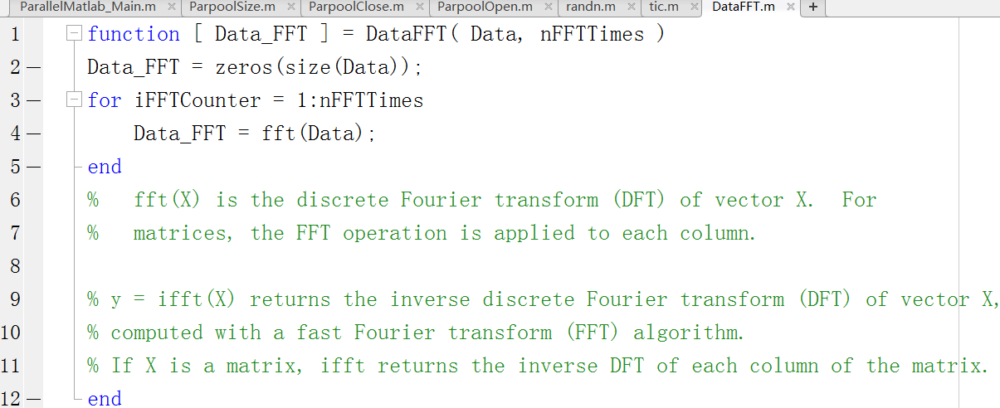 ParallelMatlab_Main.m × ParpoolSize.m × ParpoolClose.m × ParpoolOpen.m × randn.m × tic.m × DataFFT.m × +
1 function [ Data_FFT ] = DataFFT( Data, nFFTTimes )
2 — Data_FFT = zeros(size(Data));
3 — for iFFTCounter = 1:nFFTTimes
4 — Data_FFT = fft(Data);
5 — end
6 % fft(X) is the discrete Fourier transform (DFT) of vector X. For
7 % matrices, the FFT operation is applied to each column.
8
9 % y = ifft(X) returns the inverse discrete Fourier transform (DFT) of vector X,
10 % computed with a fast Fourier transform (FFT) algorithm.
11 % If X is a matrix, ifft returns the inverse DFT of each column of the matrix.
12 — end